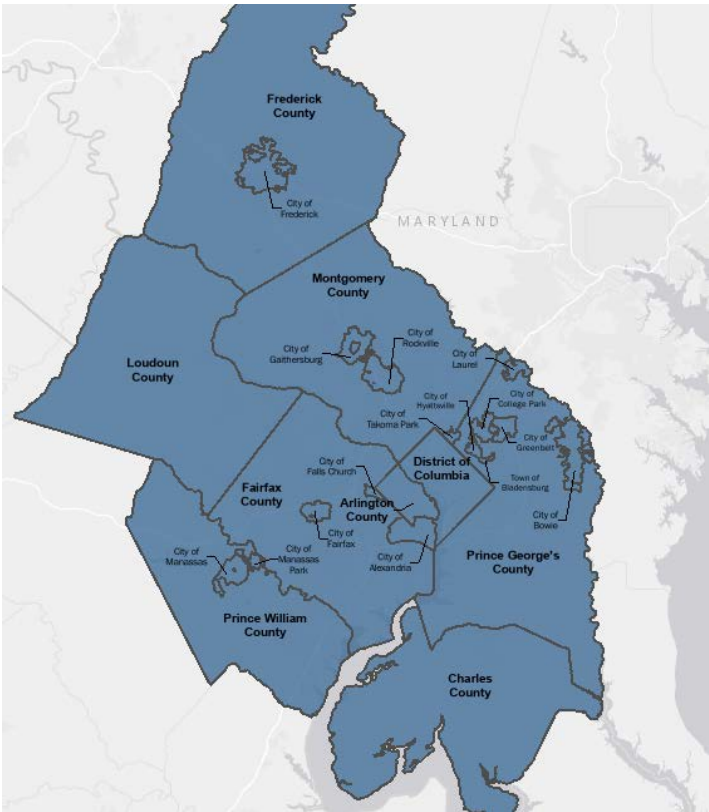 Frederick
County
City of
Frederick
MARYLAND
Montgomery
County
City of
Rockville
City of
Gaithersburg
City of
Laurel
Loudoun
County
City of
Hyattsville
City of
College Park
City of
Takoma Park
City of
Greenbelt
District of
Columbia
City of
Falls Church
Town of
Bladensburg
Fairfax
County
Arlington
County
City of
Bowie
City of
Fairfax
City of
Manassas
City of
Manassas
Park
City of
Alexandria
Prince George's
County
Prince William
County
Charles
County